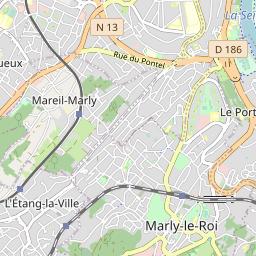 La Sei
N 13
Rue du Pontel
D 186
ueux
Mareil-Marly
Le Port
L'Étang-la-Ville
Marly-le-Roi